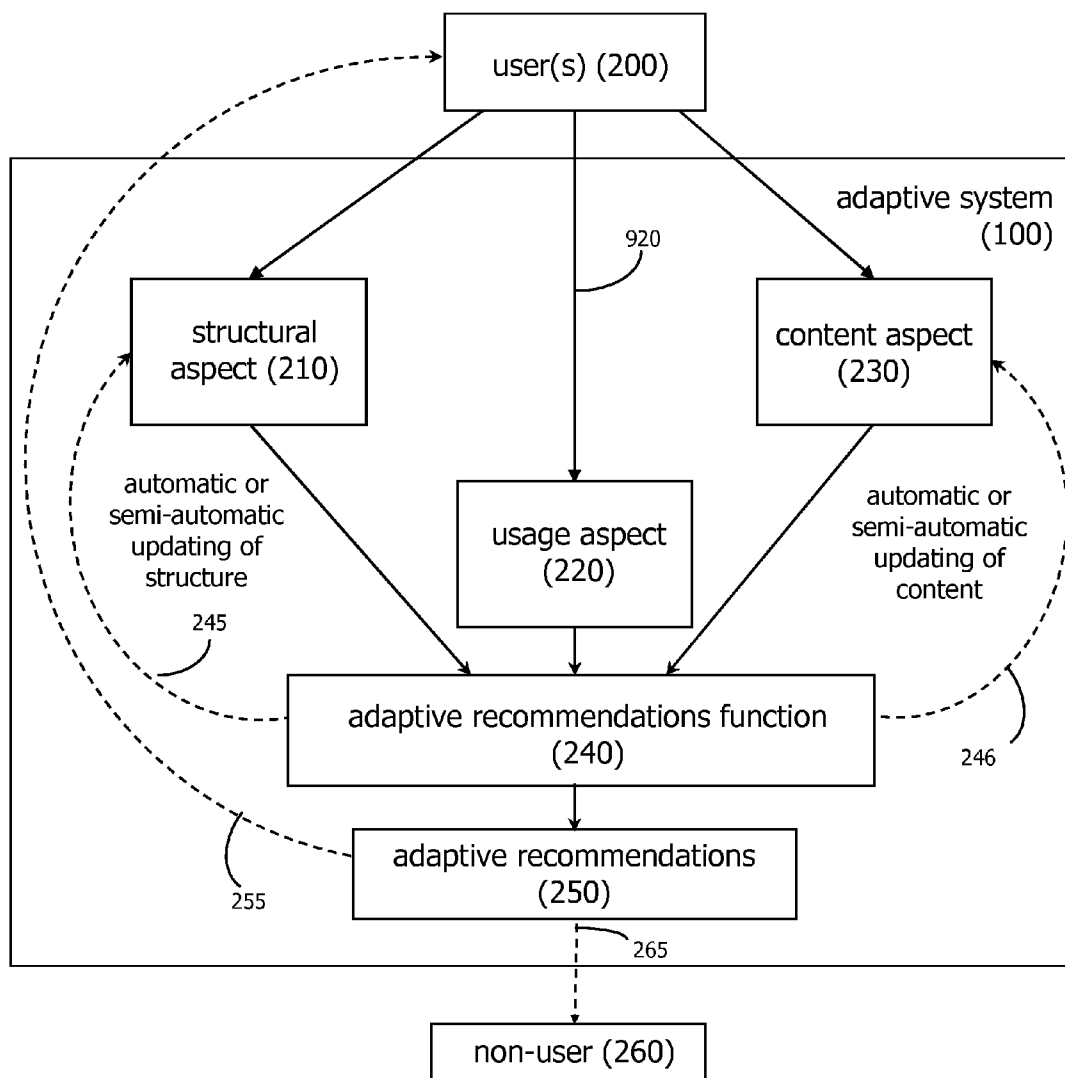 user(s) (200)
adaptive system
(100)
920
structural
aspect (210)
content aspect
(230)
automatic or
semi-automatic
updating of
structure
usage aspect
(220)
automatic or
semi-automatic
updating of
content
245
adaptive recommendations function
(240)
246
adaptive recommendations
(250)
255
265
non-user (260)